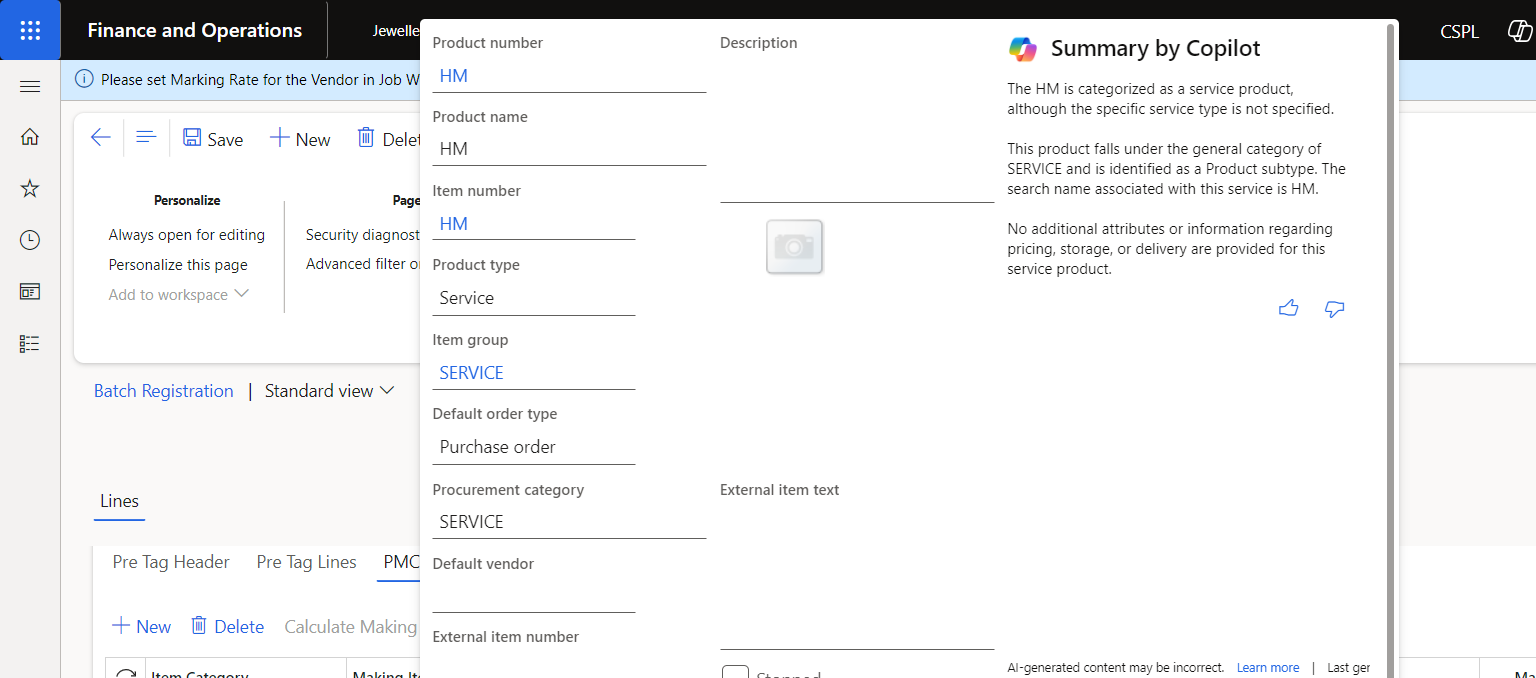 Finance and Operations
CSPL
Please set Marking Rate for the Vendor in Job W
Save
New
Personalize
Always open for editing
Personalize this page
Add to workspace
Page
Security diagnost
Batch Registration | Standard view
Lines
Pre Tag Header
Pre Tag Lines
PMC
New
Delete
Calculate Making
Item Category
Product number
HM
Product name
HM
Item number
HM
Product type
Service
Item group
SERVICE
Default order type
Purchase order
Procurement category
SERVICE
Default vendor
External item number
Description
External item text
Stopped
Summary by Copilot
The HM is categorized as a service product,
although the specific service type is not specified.
This product falls under the general category of
SERVICE and is identified as a Product subtype. The
search name associated with this service is HM.
No additional attributes or information regarding
pricing, storage, or delivery are provided for this
service product.
AI-generated content may be incorrect. Learn more | Last ger